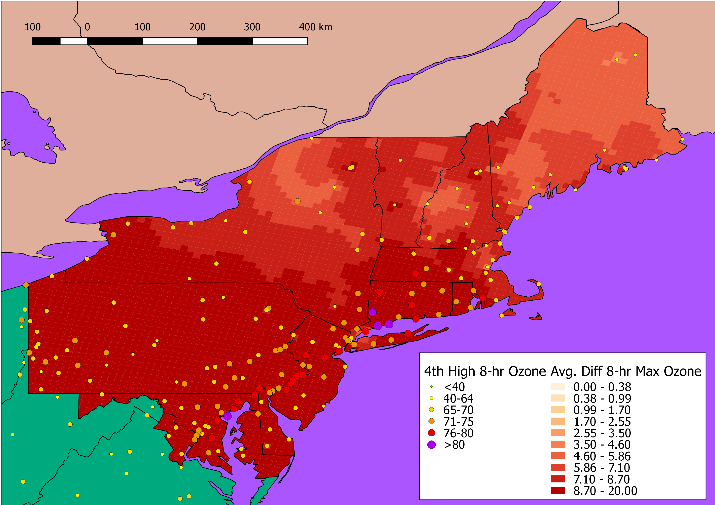 100 0 100 200 300 400 km
4th High 8-hr Ozone Avg. Diff 8-hr Max Ozone
<40 0.00 - 0.38
40-64 0.38 - 0.99
65-70 0.99 - 1.70
71-75 1.70 - 2.55
76-80 2.55 - 3.50
>80 3.50 - 4.60
4.60 - 5.86
5.86 - 7.10
7.10 - 8.70
8.70 - 20.00